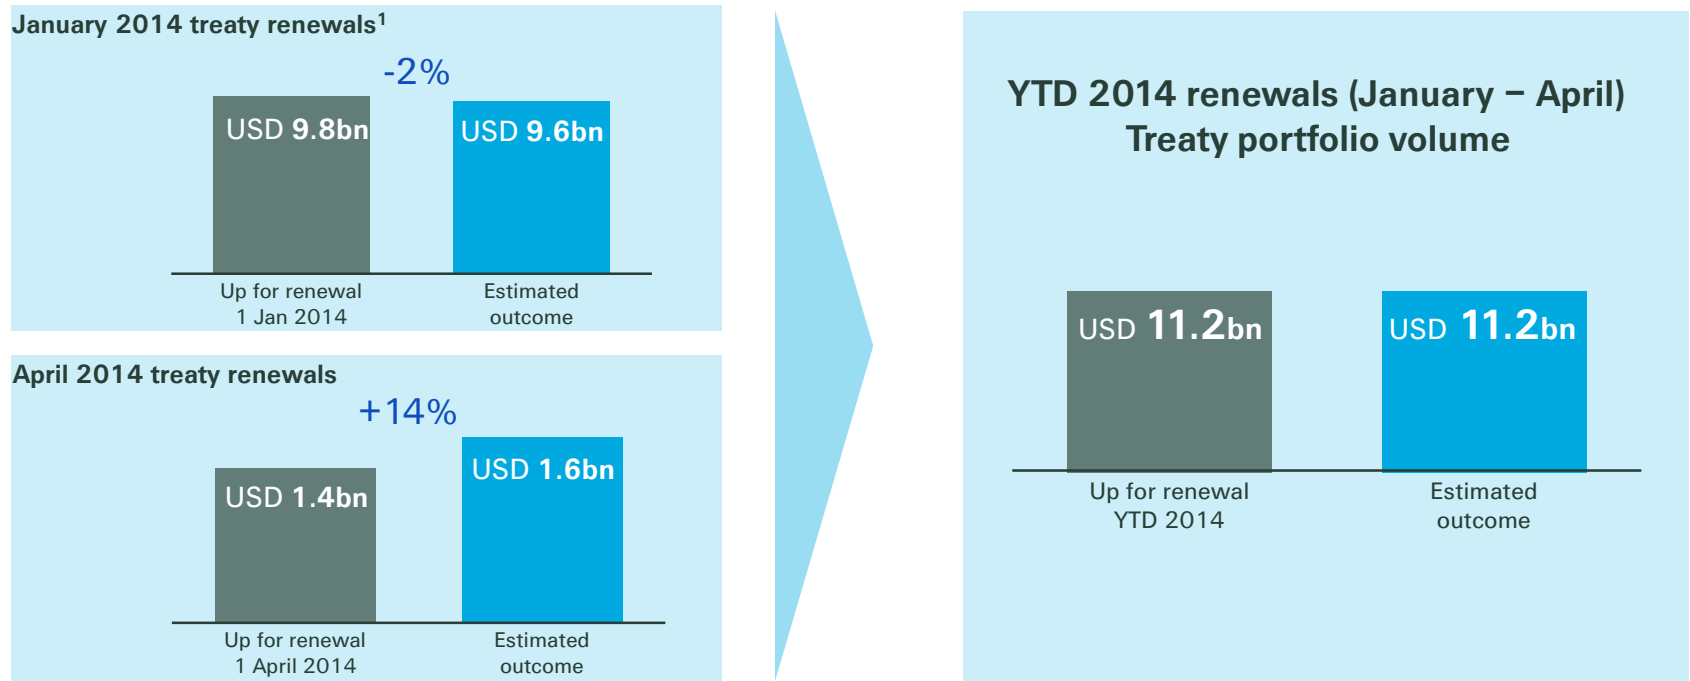 January 2014 treaty renewals¹
-2%
USD 9.8bn
USD 9.6bn
Up for renewal
1 Jan 2014
Estimated
outcome
April 2014 treaty renewals
+14%
USD 1.4bn
USD 1.6bn
Up for renewal
1 April 2014
Estimated
outcome
YTD 2014 renewals (January – April)
Treaty portfolio volume
USD 11.2bn
USD 11.2bn
Up for renewal
YTD 2014
Estimated
outcome